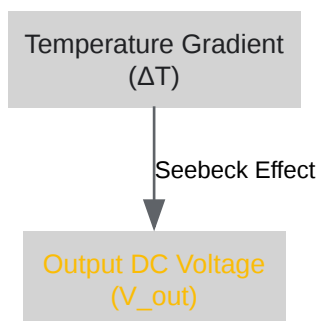 Temperature Gradient
(ΔT)
Seebeck Effect
Output DC Voltage
(V_out)